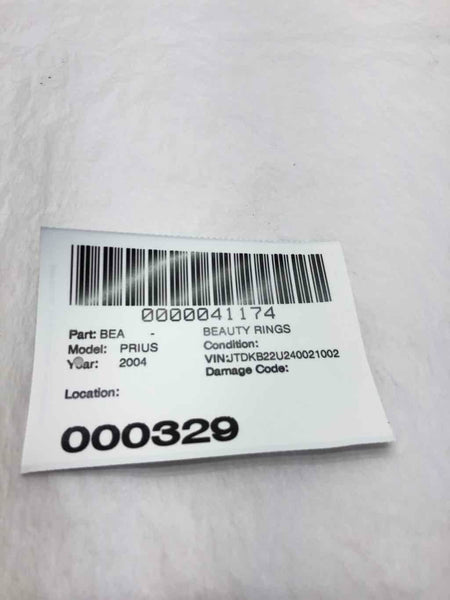 0000041174
Part: BEA - BEAUTY RINGS
Model: PRIUS Condition:
Year: 2004 VIN:JTDKB22U240021002
Damage Code:
Location:
000329